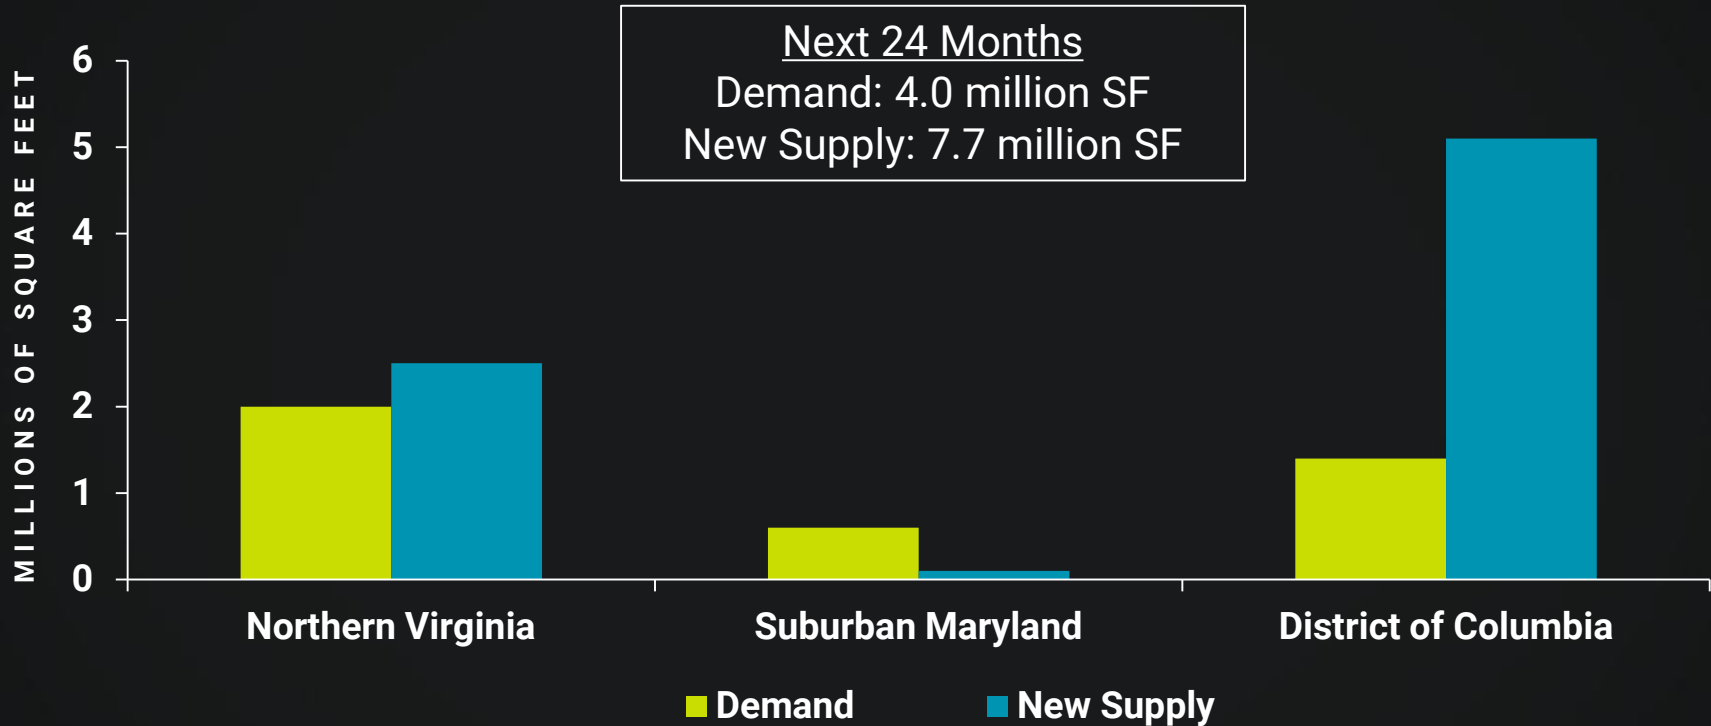 Next 24 Months
Demand: 4.0 million SF
New Supply: 7.7 million SF
MILLIONS OF SQUARE FEET
6
5
4
3
2
1
0
Northern Virginia
Suburban Maryland
District of Columbia
Demand
New Supply